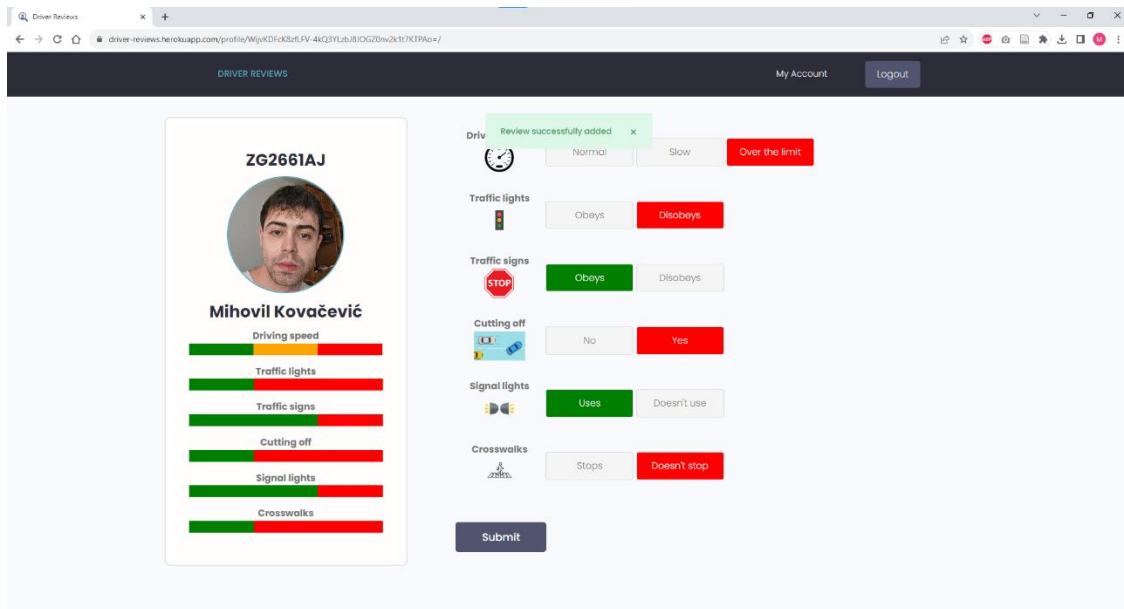 Driver Reviews
driver-reviews.herokuapp.com/profile/WijvKDFcK8zfLFV-4kQ3YLzbJ8JOGZ0nv2k1t7KTPAo=/
DRIVER REVIEWS
My Account
Logout
Review successfully added
ZG2661AJ
Mihovil Kovačević
Driving speed
Traffic lights
Traffic signs
Cutting off
Signal lights
Crosswalks
Driv
Normal Slow Over the limit
Traffic lights
Obeys Disobeys
Traffic signs
STOP
Obeys Disobeys
Cutting off
No Yes
Signal lights
Uses Doesn't use
Crosswalks
Stops Doesn't stop
Submit